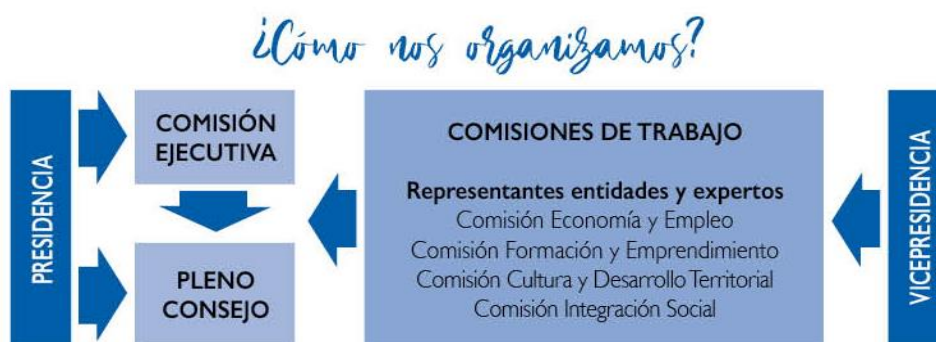 ¿Cómo nos organizamos?
PRESIDENCIA
COMISIÓN
EJECUTIVA
PLENO
CONSEJO
COMISIONES DE TRABAJO
Representantes entidades y expertos
Comisión Economía y Empleo
Comisión Formación y Emprendimiento
Comisión Cultura y Desarrollo Territorial
Comisión Integración Social
VICEPRESIDENCIA